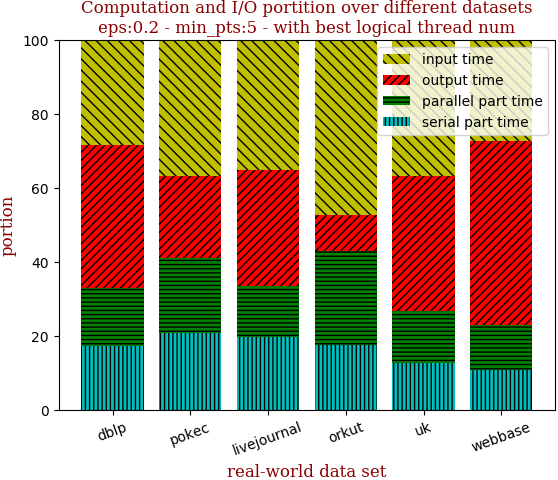 Computation and I/O partition over different datasets
eps:0.2 - min_pts:5 - with best logical thread num
100
80
60
40
20
0
portion
input time
output time
parallel part time
serial part time
dblp
pokec
livejournal
orkut
uk
webbase
real-world data set